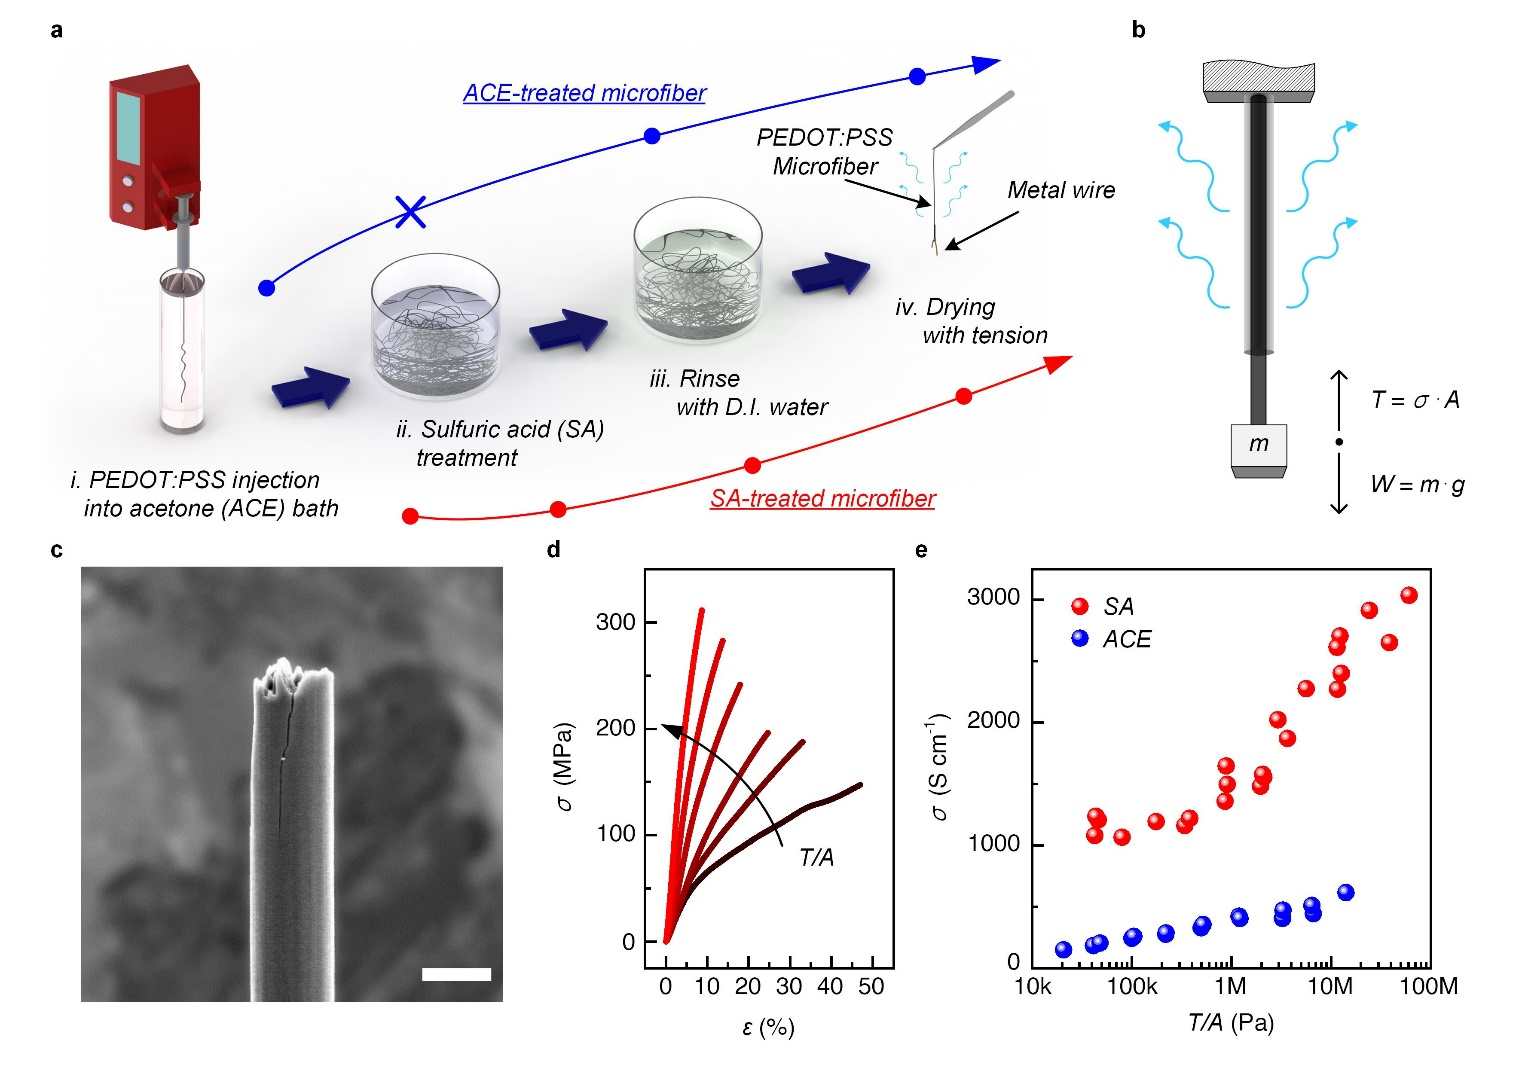 a
ACE-treated microfiber
PEDOT:PSS
Microfiber
Metal wire
i. PEDOT:PSS injection
into acetone (ACE) bath
ii. Sulfuric acid (SA)
treatment
iii. Rinse
with D.I. water
iv. Drying
with tension
SA-treated microfiber
b
m
T = σ · A
W = m · g
c
d
σ (MPa)
300
200
100
0
T/A
0 10 20 30 40 50
ε (%)
e
σ (S cm⁻¹)
3000
2000
1000
0
SA
ACE
10k 100k 1M 10M 100M
T/A (Pa)